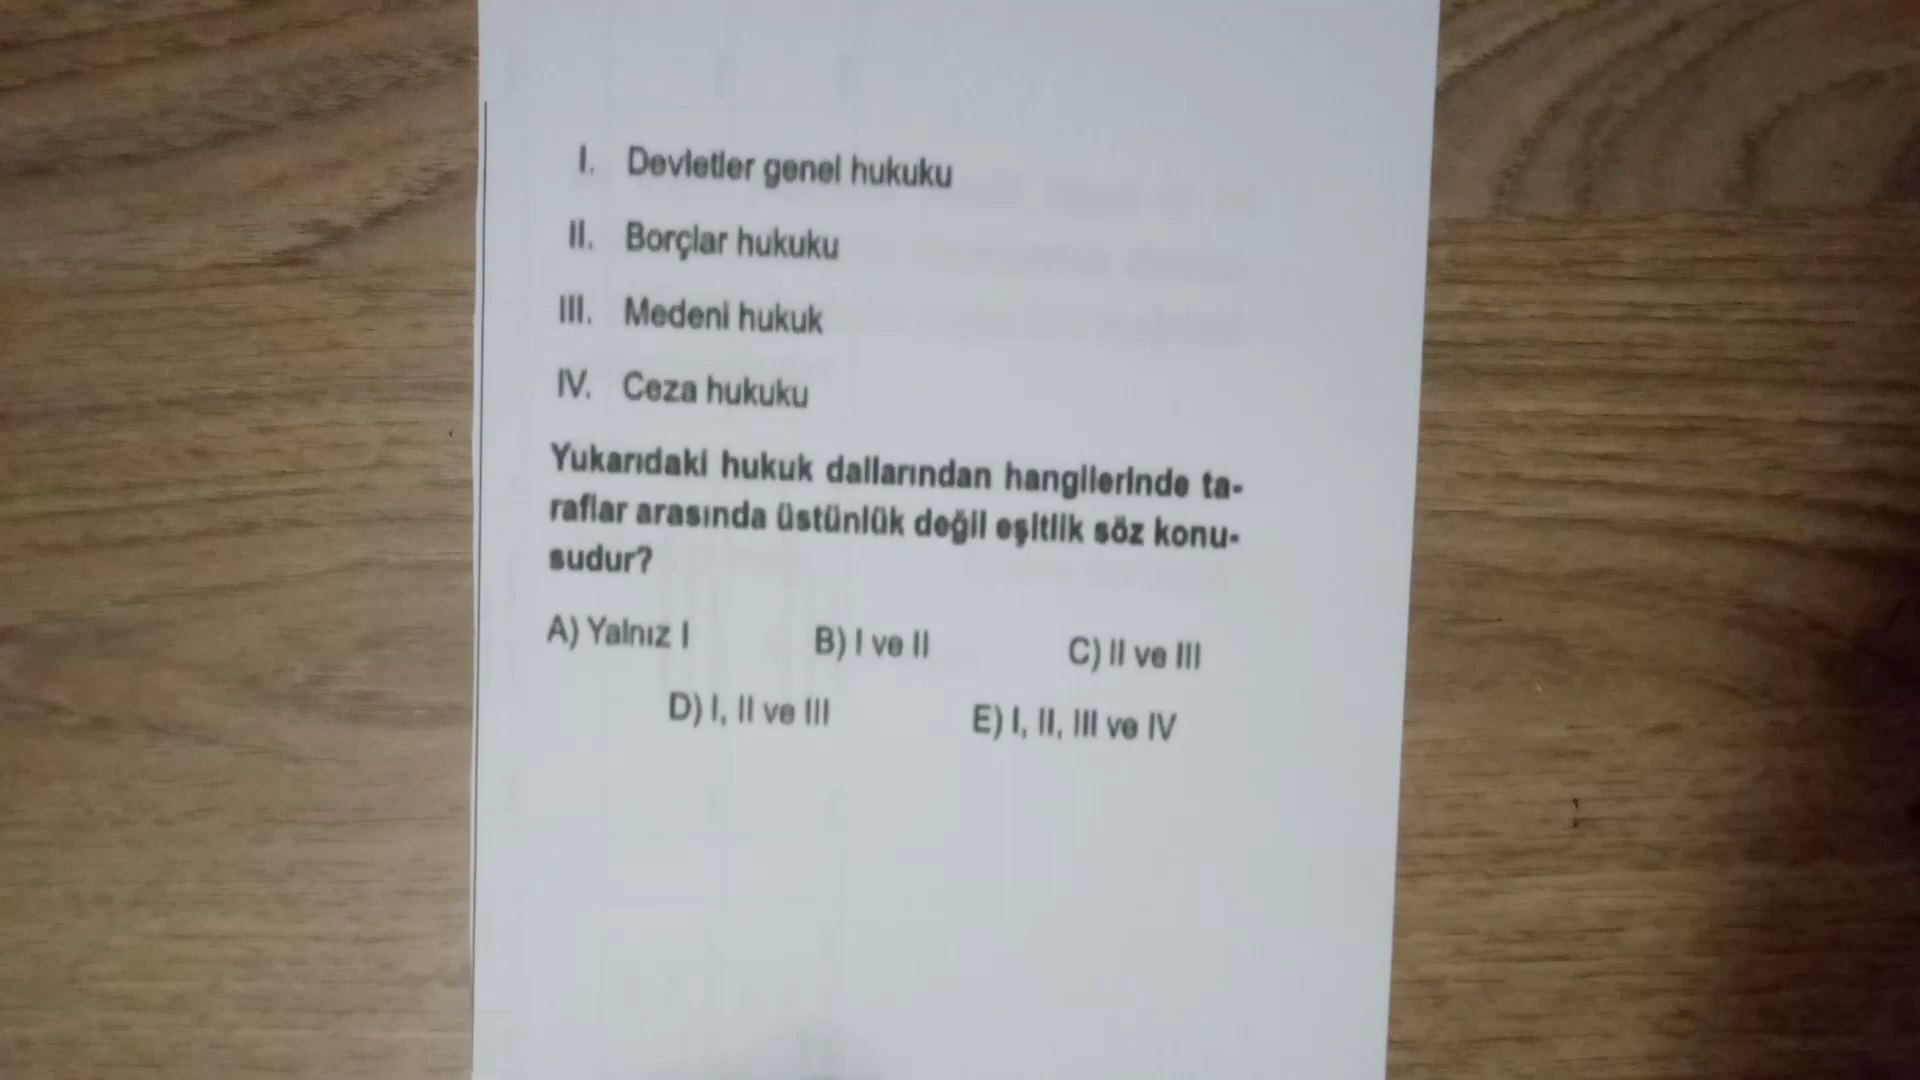 I. Devletler genel hukuku
II. Borçlar hukuku
III. Medeni hukuk
IV. Ceza hukuku
Yukarıdaki hukuk dallarından hangilerinde ta-
raflar arasında üstünlük değil eşitlik söz konu-
sudur?
A) Yalnız I B) I ve II C) II ve III
D) I, II ve III E) I, II, III ve IV